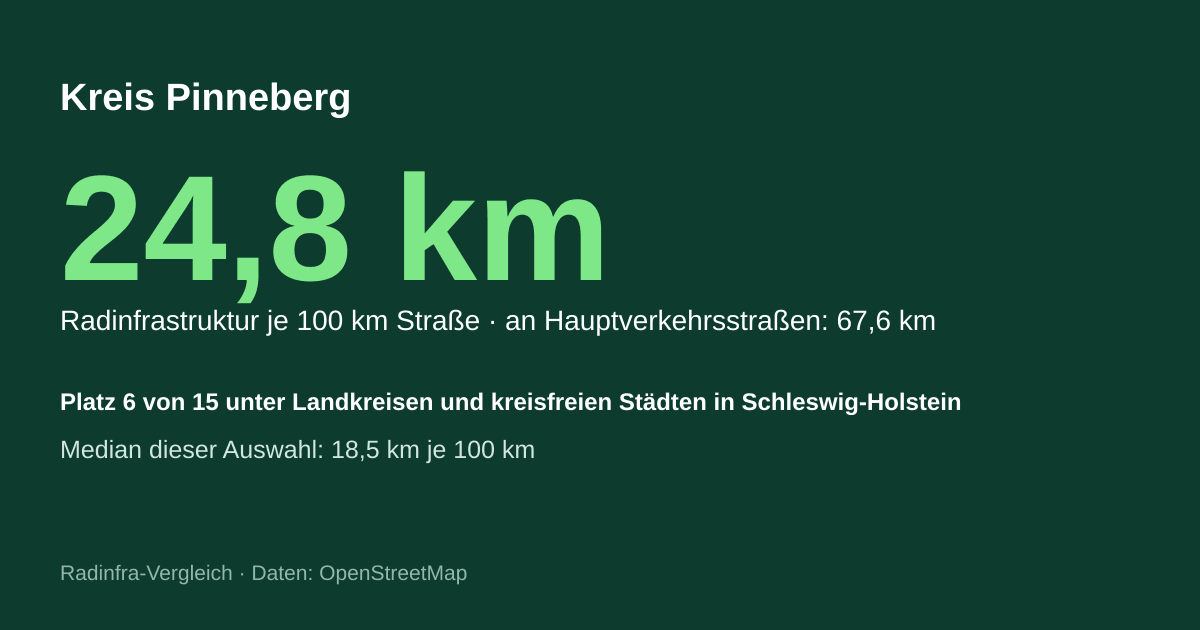 Kreis Pinneberg
24,8 km
Radinfrastruktur je 100 km Straße · an Hauptverkehrsstraßen: 67,6 km
Platz 6 von 15 unter Landkreisen und kreisfreien Städten in Schleswig-Holstein
Median dieser Auswahl: 18,5 km je 100 km
Radinfra-Vergleich · Daten: OpenStreetMap